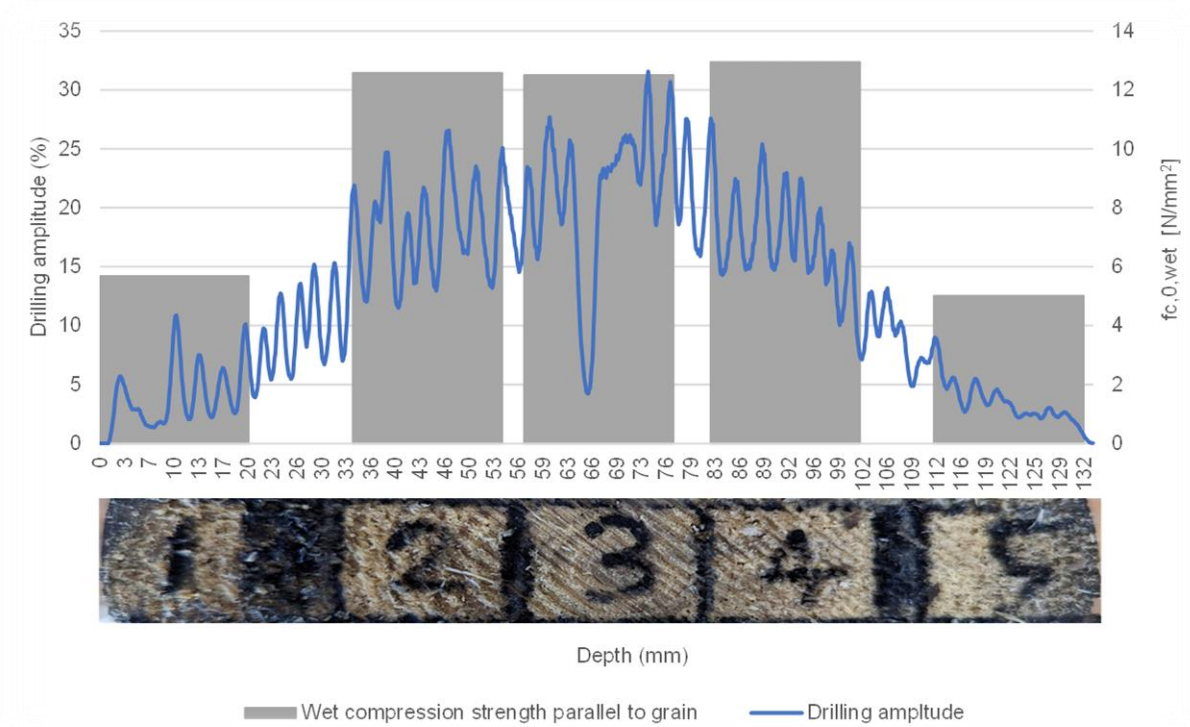 35
30
25
20
15
10
5
0
Drilling amplitude (%)
14
12
10
8
6
4
2
0
fc,0,wet [N/mm²]
0 3 7 10 13 17 20 23 26 30 33 36 40 43 46 50 53 56 59 63 66 69 73 76 79 83 86 89 92 96 99 102 106 109 112 116 119 122 125 129 132
1 2 3 4 5
Depth (mm)
Wet compression strength parallel to grain Drilling ampltude